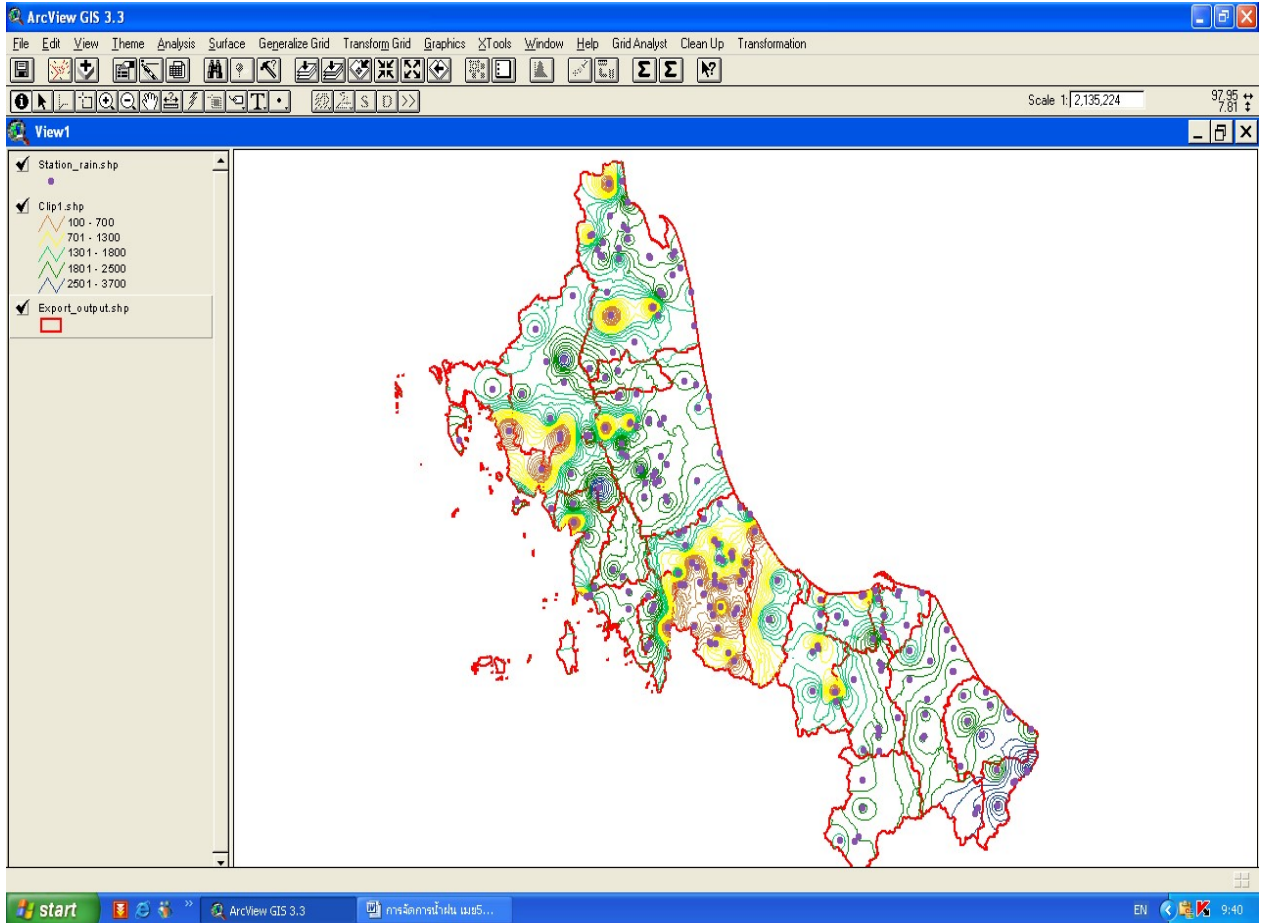 ArcView GIS 3.3
File Edit View Theme Analysis Surface Generalize Grid Transform Grid Graphics XTools Window Help Grid Analyst Clean Up Transformation
Scale 1: 2,135,224
97.95
7.81
View1
Station_rain.shp
Clip1.shp
100 - 700
701 - 1300
1301 - 1800
1801 - 2500
2501 - 3700
Export_output.shp
start
ArcView GIS 3.3
การจัดการน้ำฝน เมย5...
EN
9:40